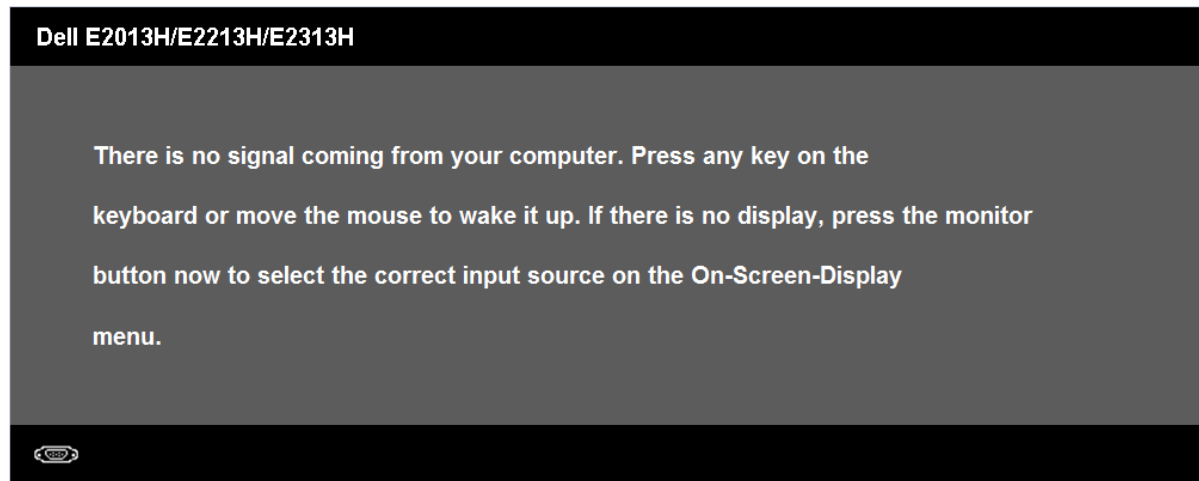 Dell E2013H/E2213H/E2313H
There is no signal coming from your computer. Press any key on the
keyboard or move the mouse to wake it up. If there is no display, press the monitor
button now to select the correct input source on the On-Screen-Display
menu.